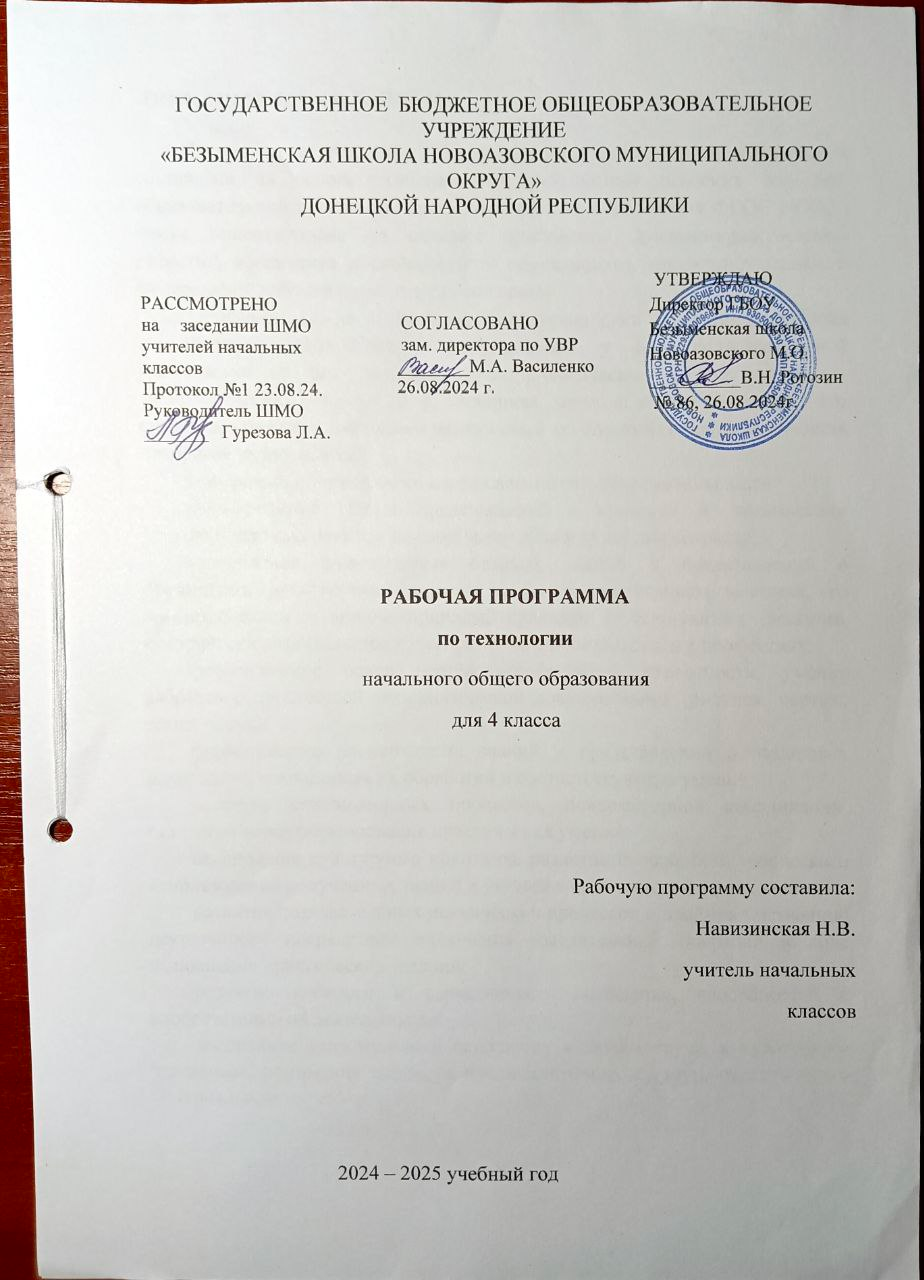 ГОСУДАРСТВЕННОЕ БЮДЖЕТНОЕ ОБЩЕОБРАЗОВАТЕЛЬНОЕ
УЧРЕЖДЕНИЕ
«БЕЗЫМЕНСКАЯ ШКОЛА НОВОАЗОВСКОГО МУНИЦИПАЛЬНОГО
ОКРУГА»
ДОНЕЦКОЙ НАРОДНОЙ РЕСПУБЛИКИ
РАССМОТРЕНО
на заседании ШМО
учителей начальных
классов
Протокол №1 23.08.24.
Руководитель ШМО
Гурезова Л.А.
СОГЛАСОВАНО
зам. директора по УВР
М.А. Василенко
26.08.2024 г.
УТВЕРЖДАЮ
Директор ГБОУ
Безыменская школа
Новоазовского М.О.
В.Н. Рогозин
№ 86, 26.08.2024г.
РАБОЧАЯ ПРОГРАММА
по технологии
начального общего образования
для 4 класса
Рабочую программу составила:
Навизинская Н.В.
учитель начальных
классов
2024 – 2025 учебный год